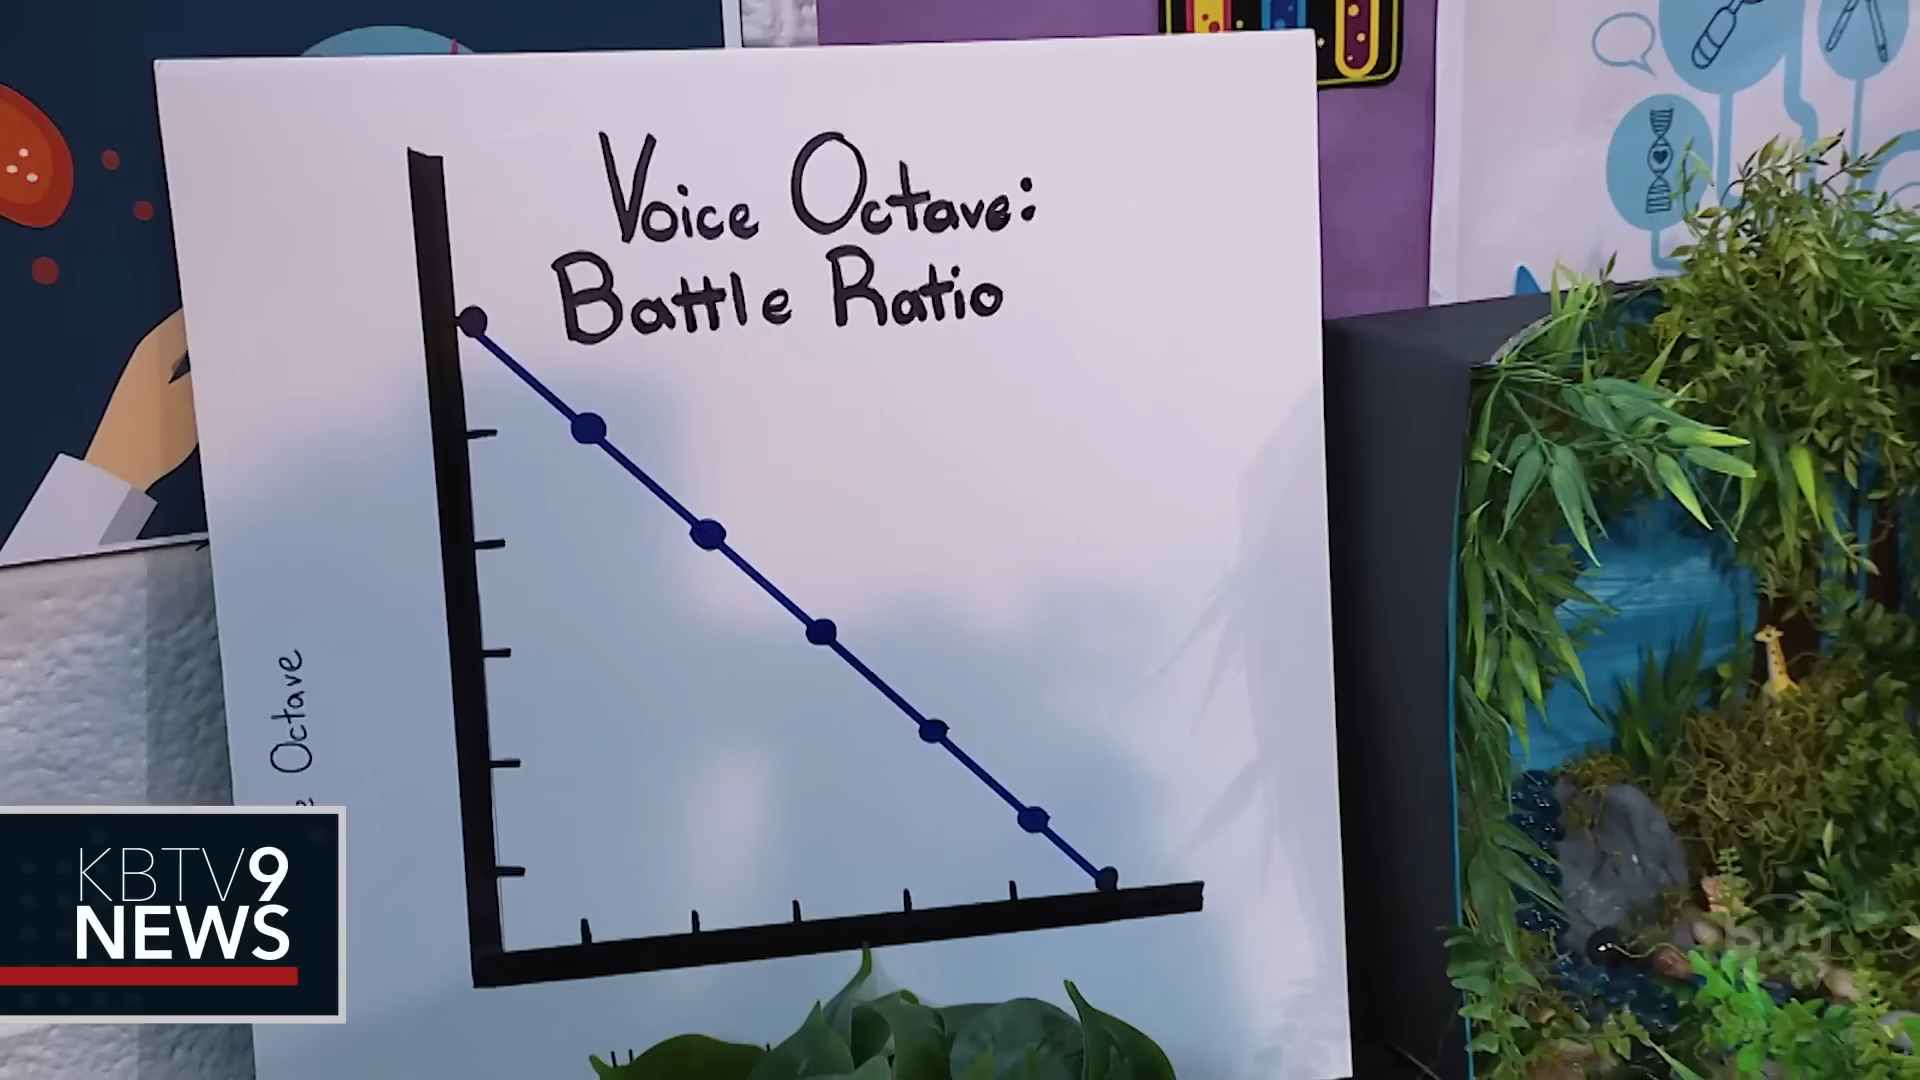 Voice Octave:
Battle Ratio
Octave
KBTV9
NEWS